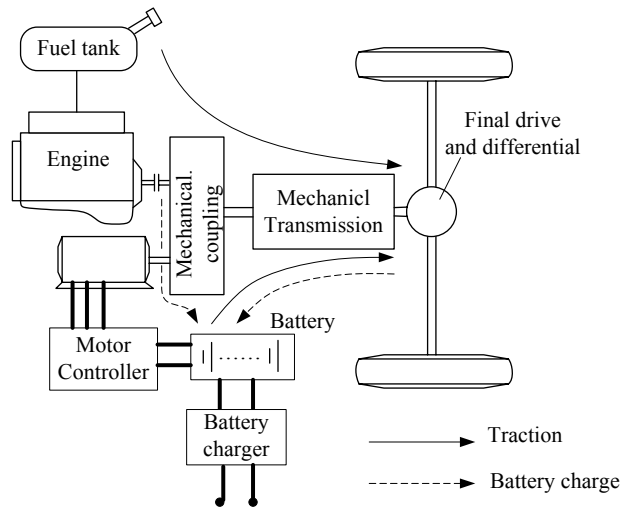 Fuel tank
Engine
Mechanical.
coupling
Mechanicl
Transmission
Final drive
and differential
Battery
Motor
Controller
Battery
charger
Traction
Battery charge